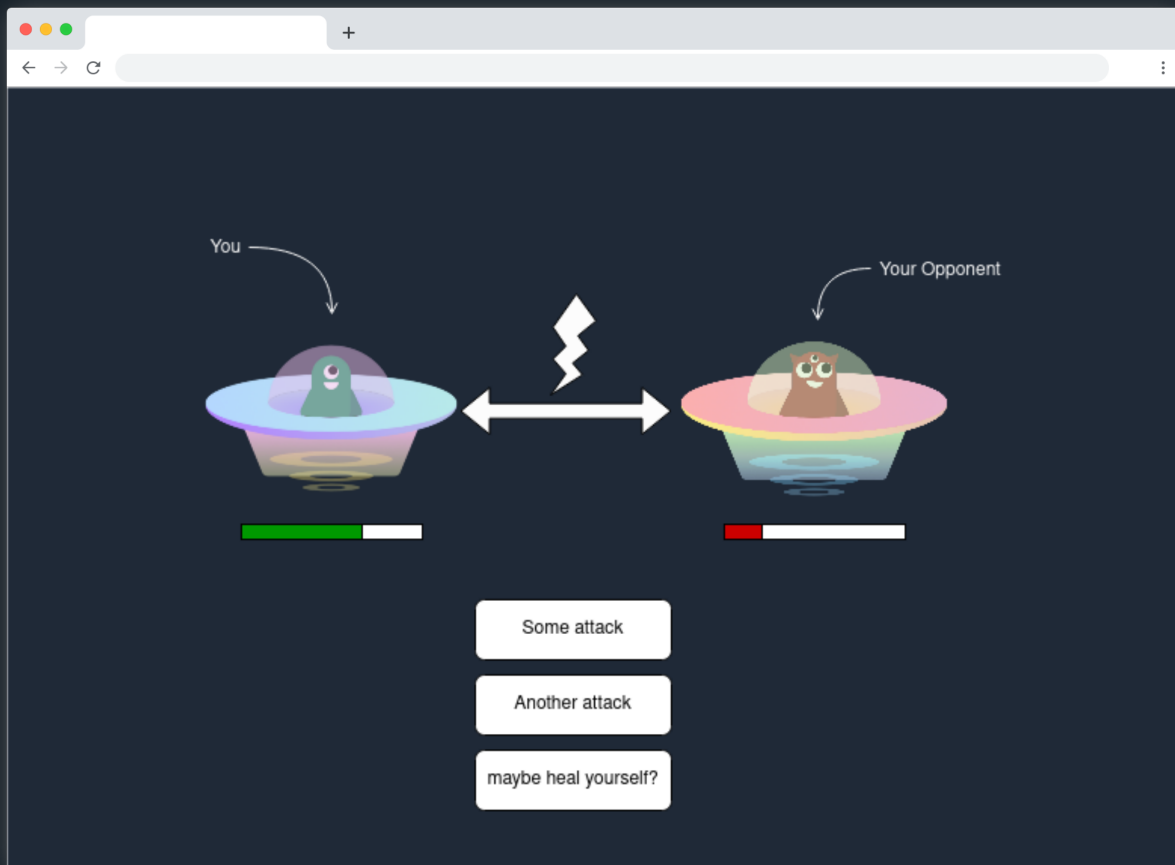 You
Your Opponent
Some attack
Another attack
maybe heal yourself?